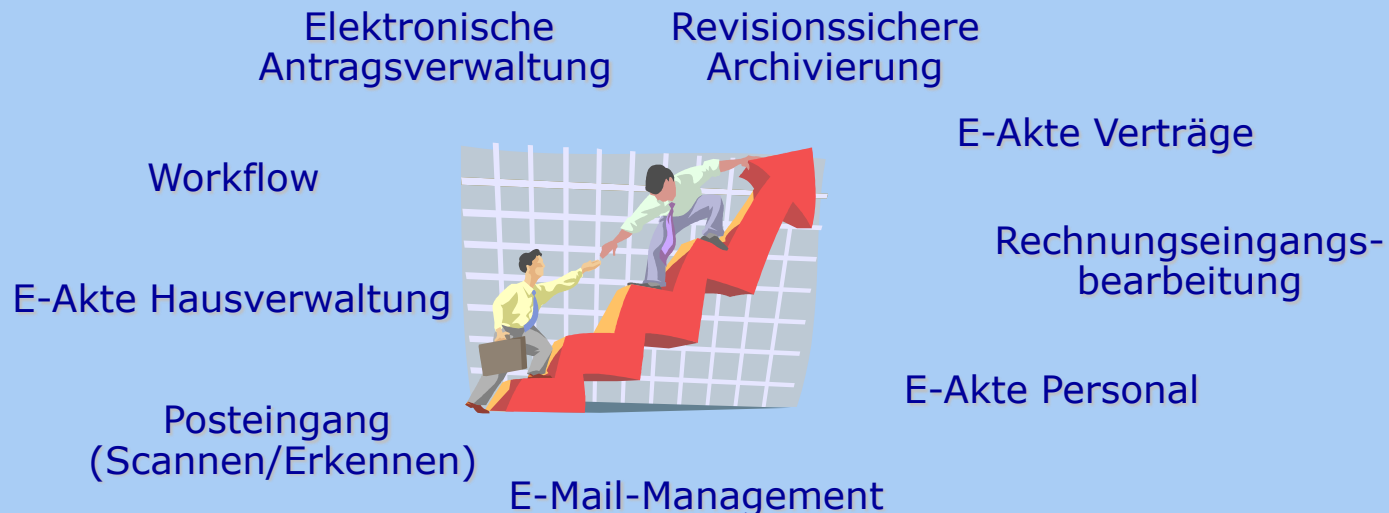 Elektronische
Antragsverwaltung
Revisionssichere
Archivierung
E-Akte Verträge
Workflow
Rechnungseingangs-
bearbeitung
E-Akte Hausverwaltung
E-Akte Personal
Posteingang
(Scannen/Erkennen)
E-Mail-Management